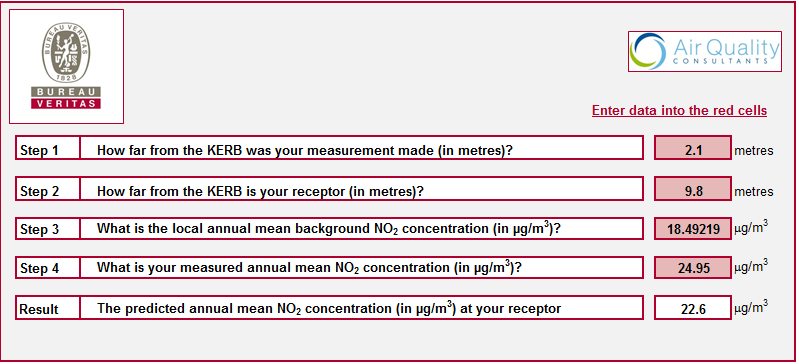 BUREAU VERITAS
1828
BUREAU
VERITAS
Air Quality
CONSULTANTS
Enter data into the red cells
Step 1 How far from the KERB was your measurement made (in metres)? 2.1 metres
Step 2 How far from the KERB is your receptor (in metres)? 9.8 metres
Step 3 What is the local annual mean background NO₂ concentration (in µg/m³)? 18.49219 µg/m³
Step 4 What is your measured annual mean NO₂ concentration (in µg/m³)? 24.95 µg/m³
Result The predicted annual mean NO₂ concentration (in µg/m³) at your receptor 22.6 µg/m³